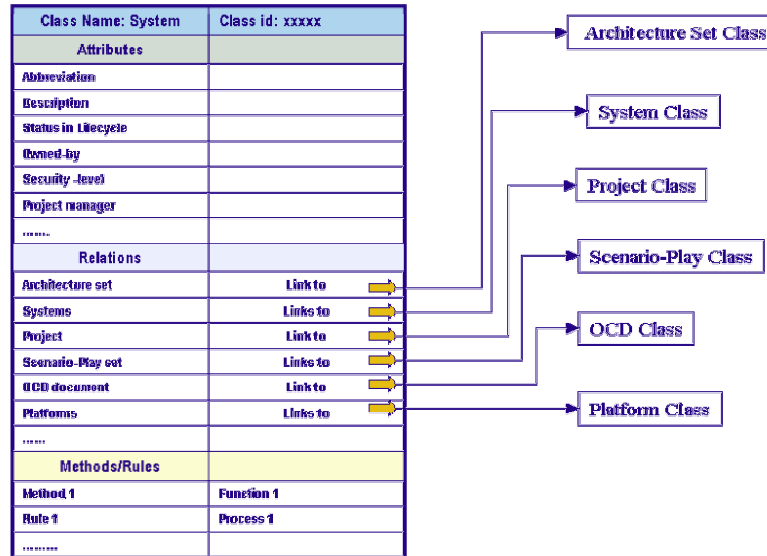 Class Name: System Class id: xxxxx
Attributes
Abbreviation
Description
Status in Lifecycle
Owned-by
Security -level
Project manager
.......
Relations
Architecture set Link to
Systems Links to
Project Link to
Scenario-Play set Links to
OCD document Link to
Platforms Links to
......
Methods/Rules
Method 1 Function 1
Rule 1 Process 1
.........
Architecture Set Class
System Class
Project Class
Scenario-Play Class
OCD Class
Platform Class